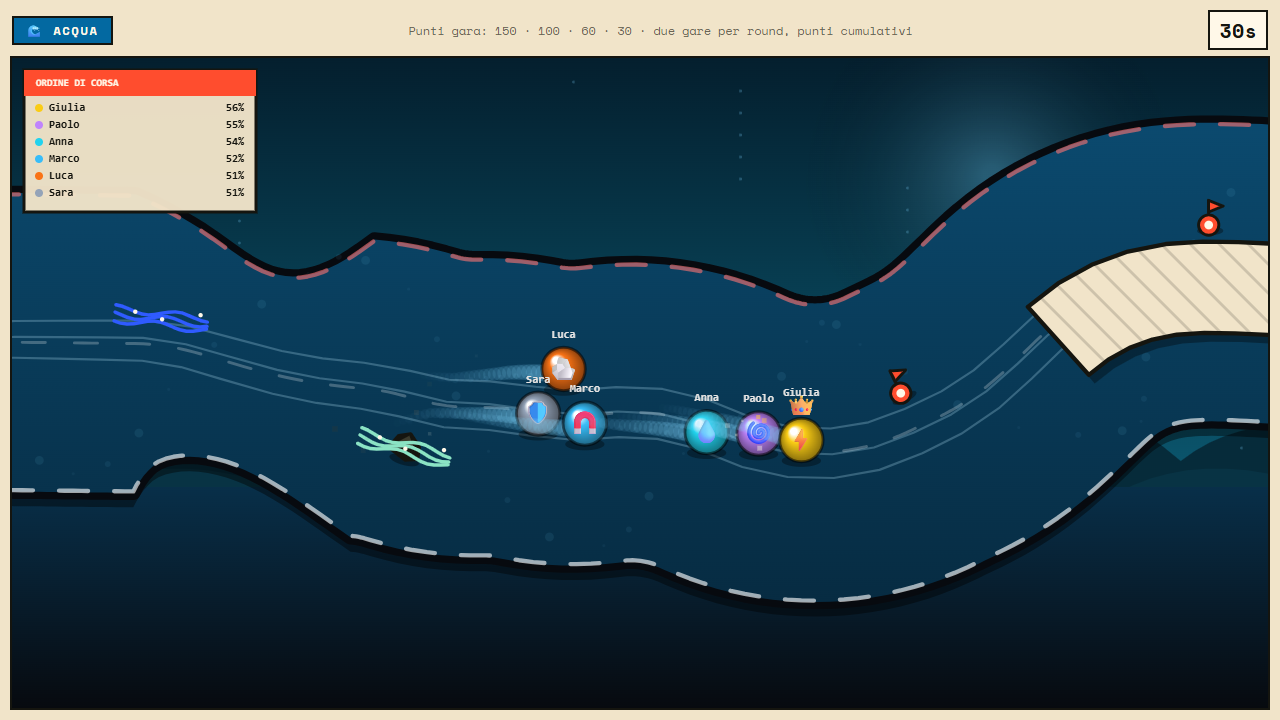 ACQUA
Punti gara: 150 · 100 · 60 · 30 · due gare per round, punti cumulativi
30s
ORDINE DI CORSA
Giulia 56%
Paolo 55%
Anna 54%
Marco 52%
Luca 51%
Sara 51%
Luca
Sara
Marco
Anna
Paolo
Giulia